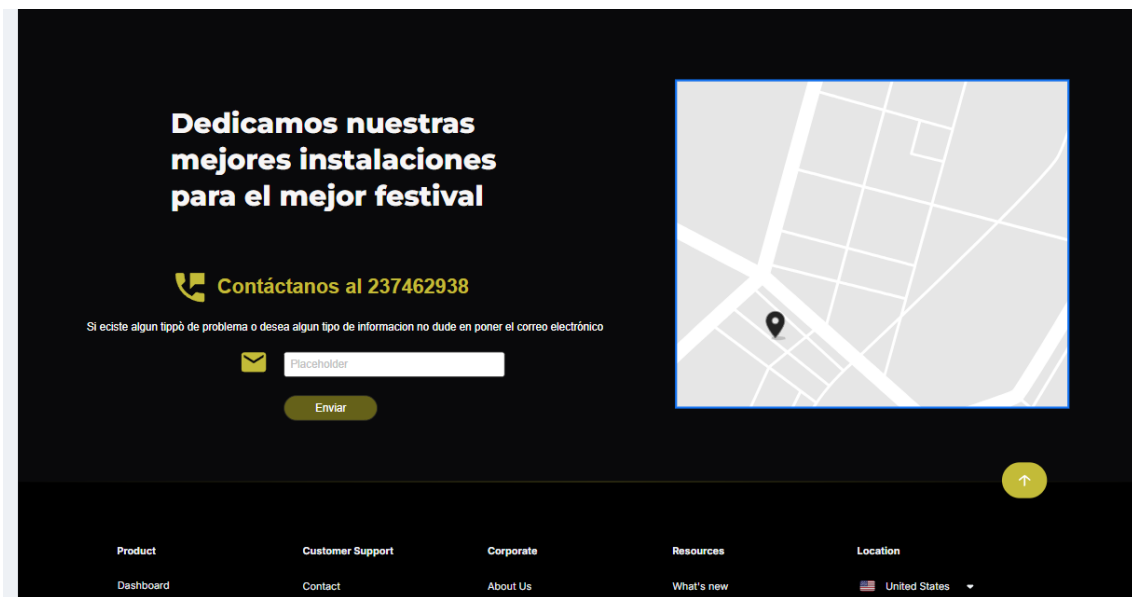 Dedicamos nuestras
mejores instalaciones
para el mejor festival
Contáctanos al 237462938
Si eciste algun tippò de problema o desea algun tipo de informacion no dude en poner el correo electrónico
Placeholder
Enviar
Product Customer Support Corporate Resources Location
Dashboard Contact About Us What's new United States